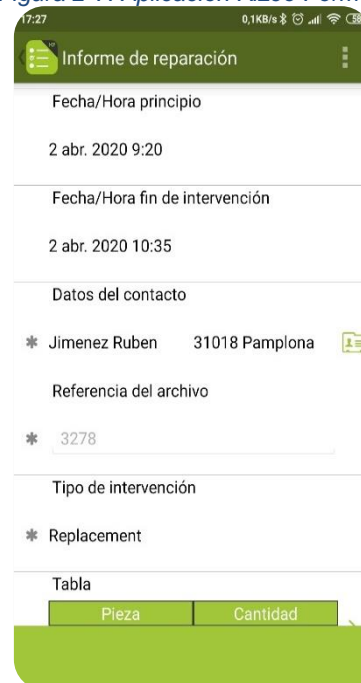 17:27 0,1KB/s 58
Informe de reparación
Fecha/Hora principio
2 abr. 2020 9:20
Fecha/Hora fin de intervención
2 abr. 2020 10:35
Datos del contacto
* Jimenez Ruben 31018 Pamplona
Referencia del archivo
* 3278
Tipo de intervención
* Replacement
Tabla
Pieza Cantidad